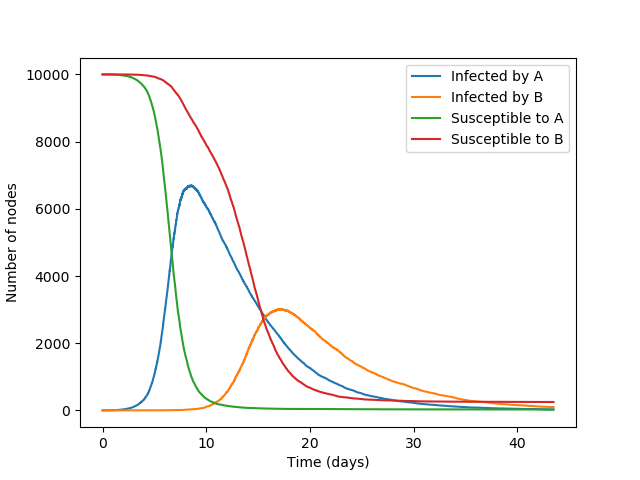 10000
8000
6000
4000
2000
0
Number of nodes
Infected by A
Infected by B
Susceptible to A
Susceptible to B
0 10 20 30 40
Time (days)